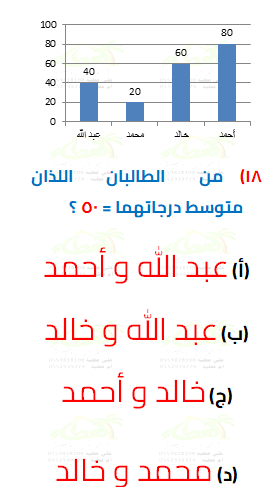 100
80
60
40
20
0
40
20
60
80
عبد الله
محمد
خالد
أحمد
١٨) من الطالبان اللذان
متوسط درجاتهما = ٥٠ ؟
(أ) عبد الله و أحمد
(ب) عبد الله و خالد
(ج) خالد و أحمد
(د) محمد و خالد